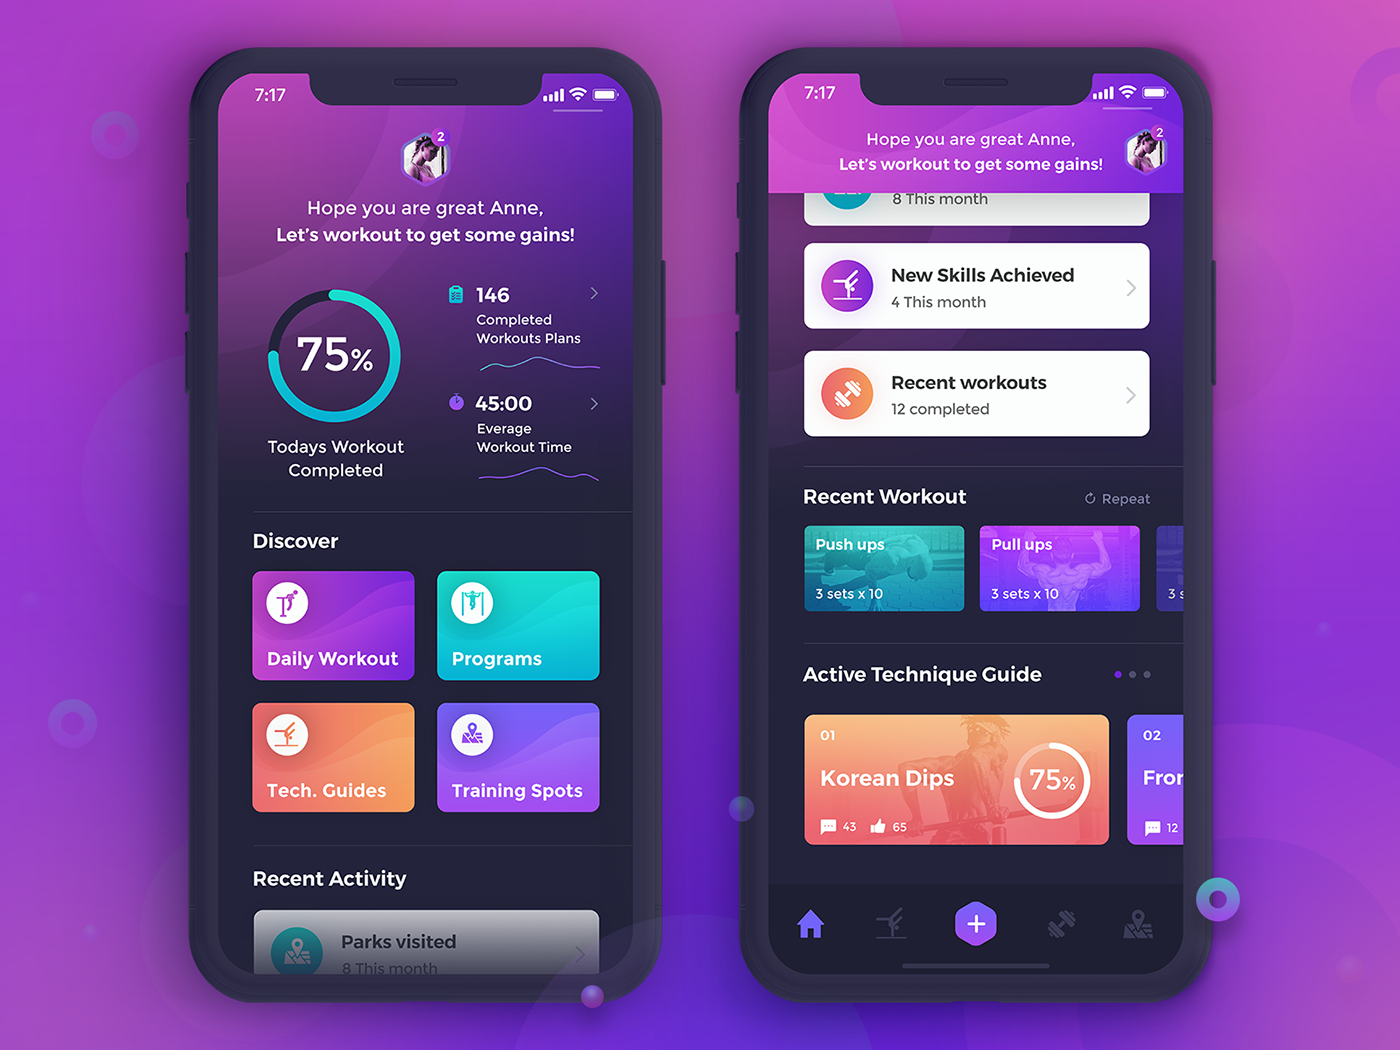 7:17
2
Hope you are great Anne,
Let's workout to get some gains!
75%
Todays Workout
Completed
146
Completed
Workouts Plans
45:00
Everage
Workout Time
Discover
Daily Workout
Programs
Tech. Guides
Training Spots
Recent Activity
Parks visited
8 This month
7:17
Hope you are great Anne,
Let's workout to get some gains!
2
8 This month
New Skills Achieved
4 This month
Recent workouts
12 completed
Recent Workout
Repeat
Push ups
3 sets x 10
Pull ups
3 sets x 10
3 s
Active Technique Guide
01
Korean Dips
75%
43
65
02
Fror
12